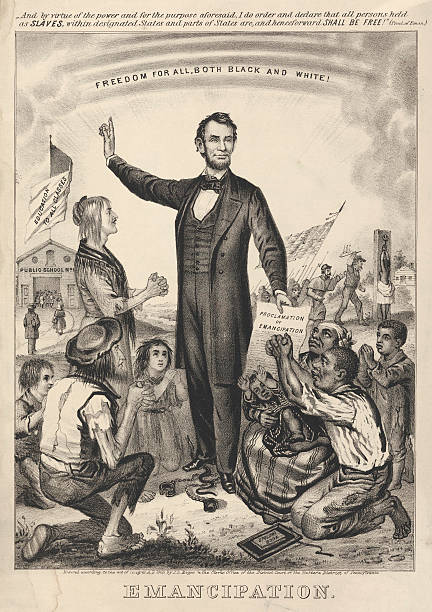 „And by virtue of the power and for the purpose aforesaid, I do order and declare that all persons held
as SLAVES, within designated States and parts of States are, and henceforward SHALL BE FREE!" (Procl. of Eman.)
FREEDOM FOR ALL, BOTH BLACK AND WHITE!
EDUCATION
TO ALL CLASSES
PUBLIC SCHOOL No 1
PROCLAMATION
OF
EMANCIPATION
Entered according to the act of Congress A.D. 1865 by J. L. Magee in the Clerks Office of the District Court of the Eastern District of Pennsylvania.
EMANCIPATION.